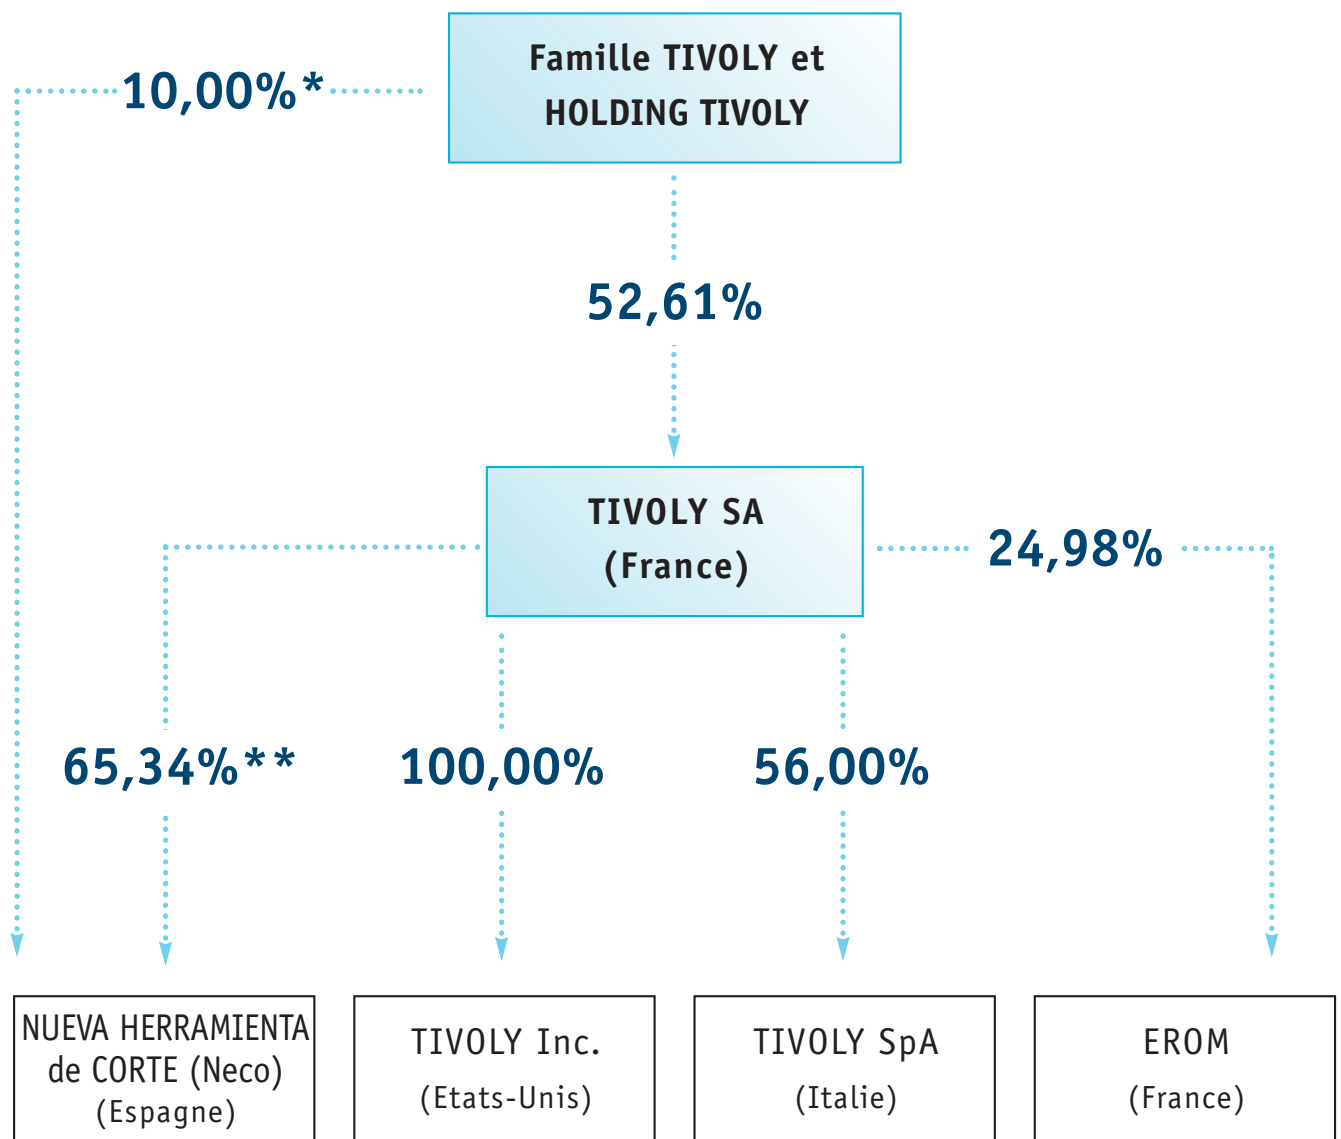 Famille TIVOLY et
HOLDING TIVOLY
10,00%*
52,61%
TIVOLY SA
(France)
24,98%
65,34%**
100,00%
56,00%
NUEVA HERRAMIENTA
de CORTE (Neco)
(Espagne)
TIVOLY Inc.
(Etats-Unis)
TIVOLY SpA
(Italie)
EROM
(France)